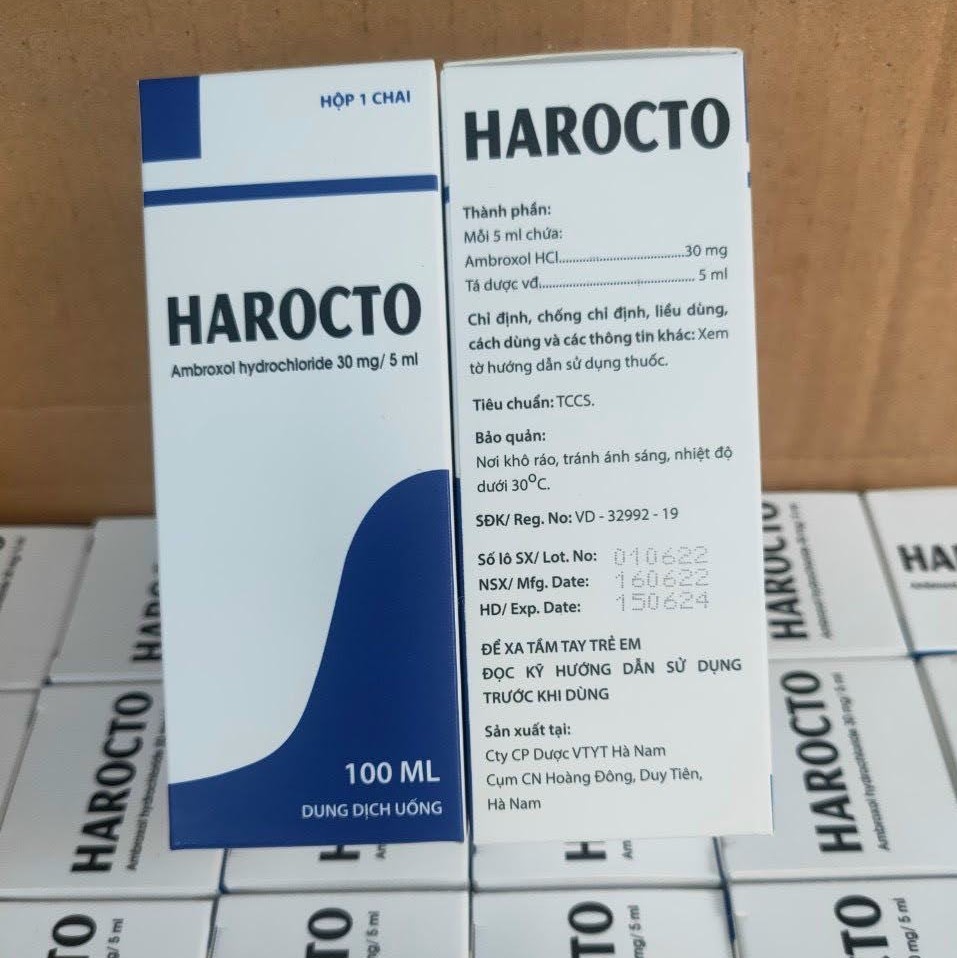 HỘP 1 CHAI
HAROCTO
Ambroxol hydrochloride 30 mg/ 5 ml
100 ML
DUNG DỊCH UỐNG
HAROCTO
Thành phần:
Mỗi 5 ml chứa:
Ambroxol HCl..............................30 mg
Tá dược vđ.................................... 5 ml
Chỉ định, chống chỉ định, liều dùng,
cách dùng và các thông tin khác: Xem
tờ hướng dẫn sử dụng thuốc.
Tiêu chuẩn: TCCS.
Bảo quản:
Nơi khô ráo, tránh ánh sáng, nhiệt độ
dưới 30°C.
SĐK/ Reg. No: VD - 32992 - 19
Số lô SX/ Lot. No: 010622
NSX/ Mfg. Date: 160622
HD/ Exp. Date: 150624
ĐỂ XA TẦM TAY TRẺ EM
ĐỌC KỸ HƯỚNG DẪN SỬ DỤNG
TRƯỚC KHI DÙNG
Sản xuất tại:
Cty CP Dược VTYT Hà Nam
Cụm CN Hoàng Đông, Duy Tiên,
Hà Nam
HAROCTO
HAROCTO
Ambroxol hydrochloride 30 mg/ 5 ml